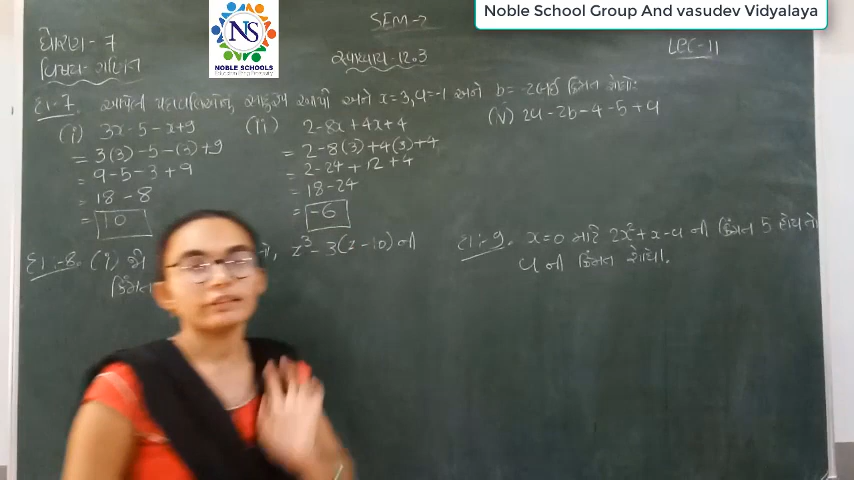 Noble School Group And vasudev Vidyalaya
NS
NOBLE SCHOOLS
SEM-2
ધોરણ - 7
વિષય:- ગણિત
સ્વાધ્યાય-12.3
LEC-11
દા.-7. આપેલી પદાવલિઓનું સાદુરૂપ આપી અને x = 3, a = -1 અને b = -2 લઈ કિંમત શોધો:
(i) 3x - 5 - x + 9
= 3(3) - 5 - (3) + 9
= 9 - 5 - 3 + 9
= 18 - 8
= 10
(ii) 2 - 8x + 4x + 4
= 2 - 8(3) + 4(3) + 4
= 2 - 24 + 12 + 4
= 18 - 24
= -6
(v) 2a - 2b - 4 - 5 + a
દા.-8. (i) z³ - 3(z - 10) ની
કિંમત
દા.-9. x = 0 માટે 2x² + x - a ની કિંમત 5 હોય તો
a ની કિંમત શોધો.